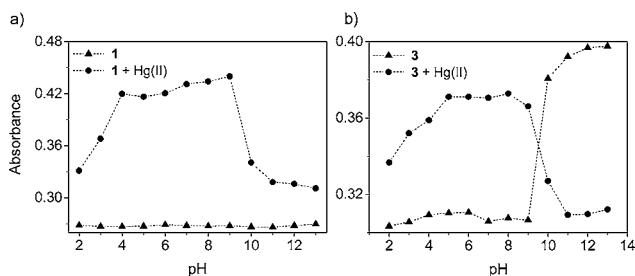 a)
1
1 + Hg(II)
Absorbance
0.48
0.42
0.36
0.30
2 4 6 8 10 12
pH
b)
3
3 + Hg(II)
0.40
0.36
0.32
2 4 6 8 10 12 14
pH